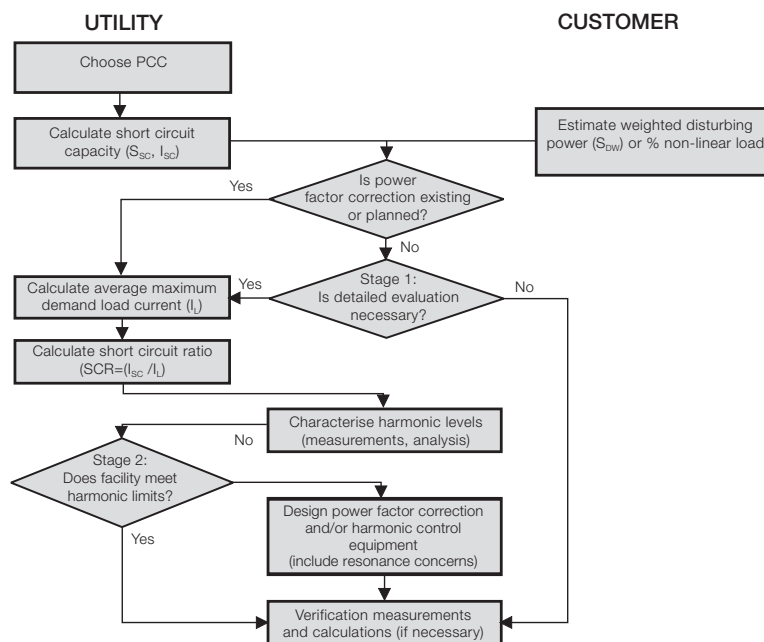 UTILITY
CUSTOMER
Choose PCC
Calculate short circuit
capacity (S_SC, I_SC)
Estimate weighted disturbing
power (S_DW) or % non-linear load
Yes
Is power
factor correction existing
or planned?
No
Calculate average maximum
demand load current (I_L)
Yes
Stage 1:
Is detailed evaluation
necessary?
No
Calculate short circuit ratio
(SCR=(I_SC /I_L)
Characterise harmonic levels
(measurements, analysis)
No
Stage 2:
Does facility meet
harmonic limits?
Design power factor correction
and/or harmonic control
equipment
(include resonance concerns)
Yes
Verification measurements
and calculations (if necessary)